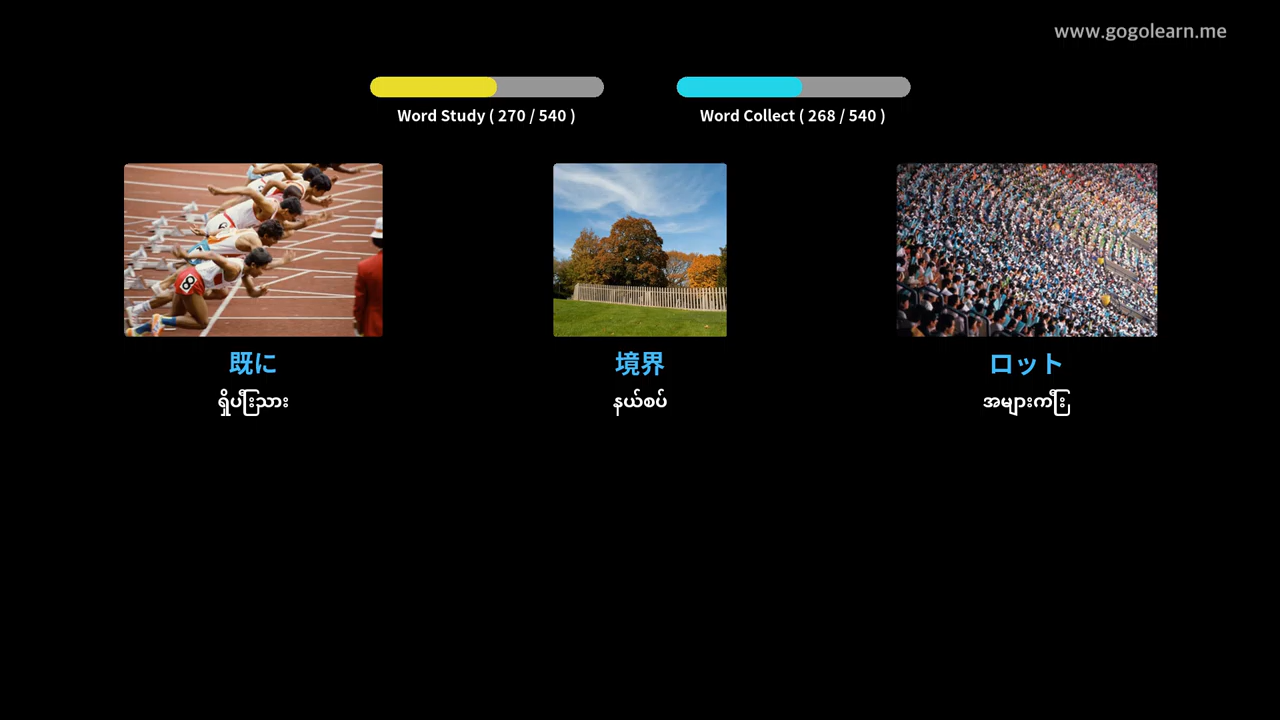 www.gogolearn.me
Word Study ( 270 / 540 )
Word Collect ( 268 / 540 )
既に
境界
ロット
ရှိပြီးသား
နယ်စပ်
အများကြီး